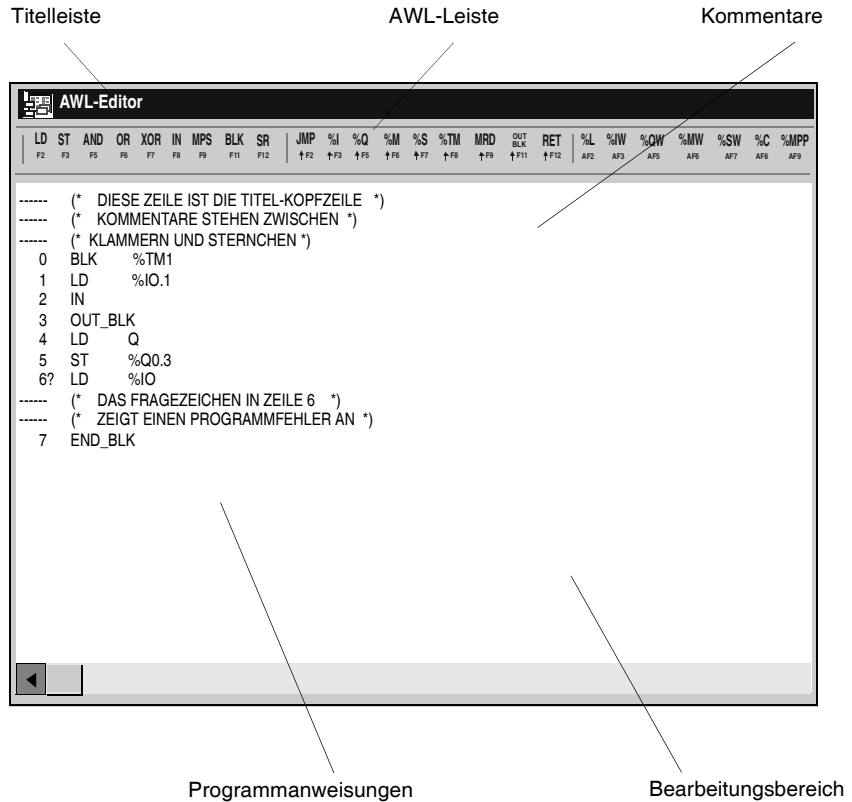 Titelleiste AWL-Leiste Kommentare
AWL-Editor
LD ST AND OR XOR IN MPS BLK SR JMP %I %Q %M %S %TM MRD OUT BLK RET %L %IW %QW %MW %SW %C %MPP
F2 F3 F5 F6 F7 F8 F9 F11 F12 F2 F3 F5 F6 F7 F8 F9 F11 F12 AF2 AF3 AF5 AF6 AF7 AF8 AF9
------ (* DIESE ZEILE IST DIE TITEL-KOPFZEILE *)
------ (* KOMMENTARE STEHEN ZWISCHEN *)
------ (* KLAMMERN UND STERNCHEN *)
0 BLK %TM1
1 LD %IO.1
2 IN
3 OUT_BLK
4 LD Q
5 ST %Q0.3
6? LD %IO
------ (* DAS FRAGEZEICHEN IN ZEILE 6 *)
------ (* ZEIGT EINEN PROGRAMMFEHLER AN *)
7 END_BLK
Programmanweisungen Bearbeitungsbereich